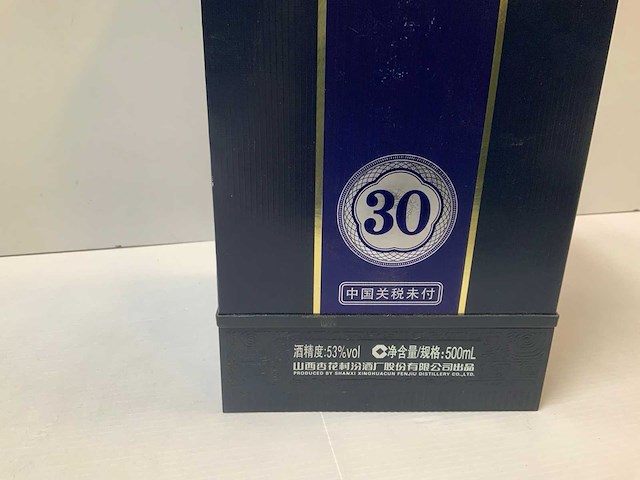 30
中国关税未付
酒精度:53%vol 净含量/规格:500mL
山西杏花村汾酒厂股份有限公司出品
PRODUCED BY SHANXI XINGHUACUN FENJIU DISTILLERY CO.,LTD.